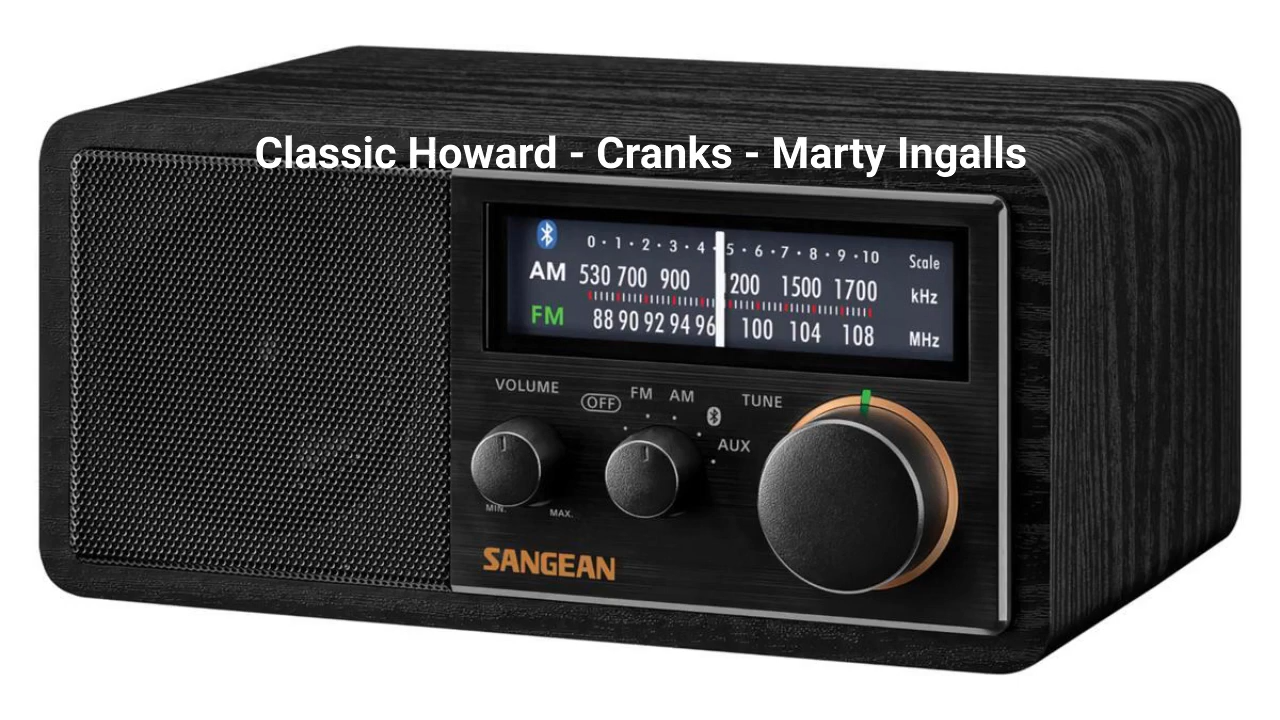 Classic Howard - Cranks - Marty Ingalls
0 · 1 · 2 · 3 · 4 · 5 · 6 · 7 · 8 · 9 · 10 Scale
AM 530 700 900 1200 1500 1700 kHz
FM 88 90 92 94 96 100 104 108 MHz
VOLUME
OFF
FM AM
TUNE
AUX
MIN. MAX.
SANGEAN